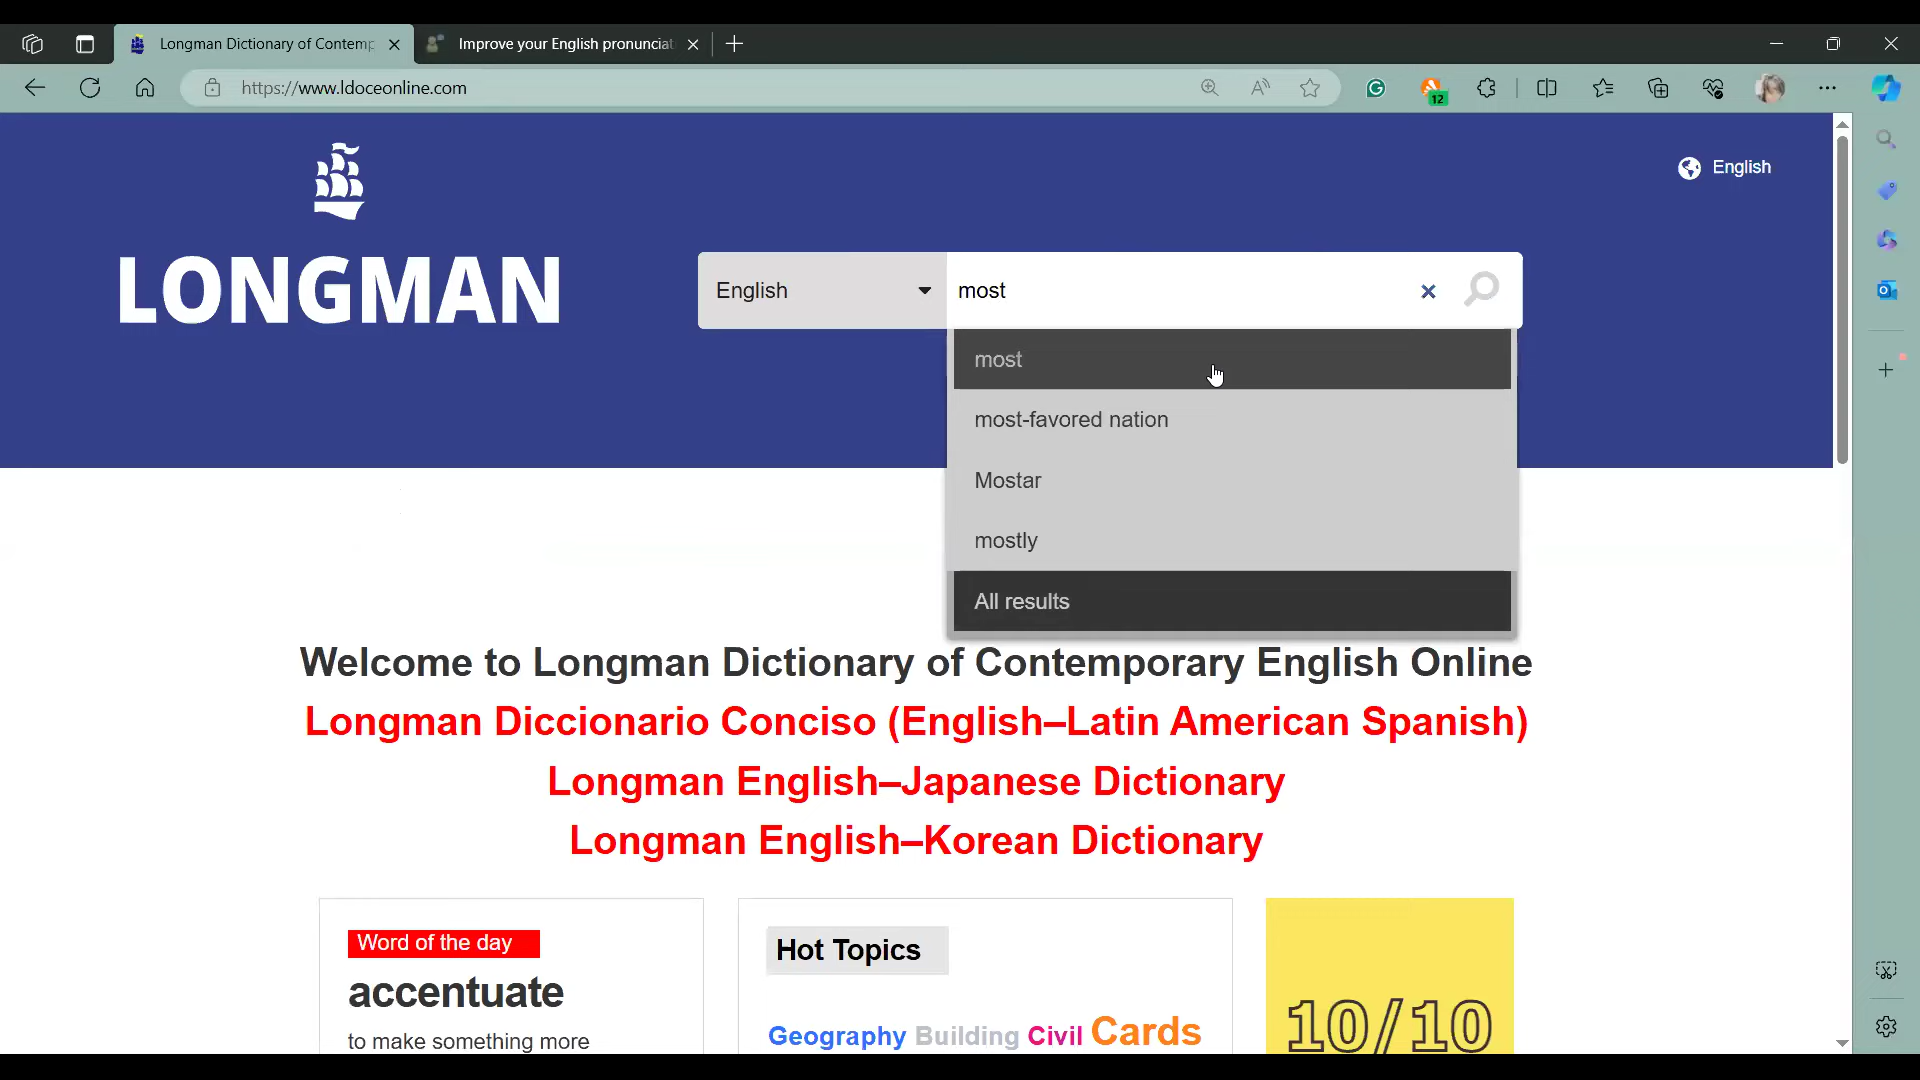 Longman Dictionary of Contemp
Improve your English pronunciat
https://www.ldoceonline.com
12
English
LONGMAN
English
most
most
most-favored nation
Mostar
mostly
All results
Welcome to Longman Dictionary of Contemporary English Online
Longman Diccionario Conciso (English–Latin American Spanish)
Longman English–Japanese Dictionary
Longman English–Korean Dictionary
Word of the day
accentuate
to make something more
Hot Topics
Geography Building Civil Cards
10/10